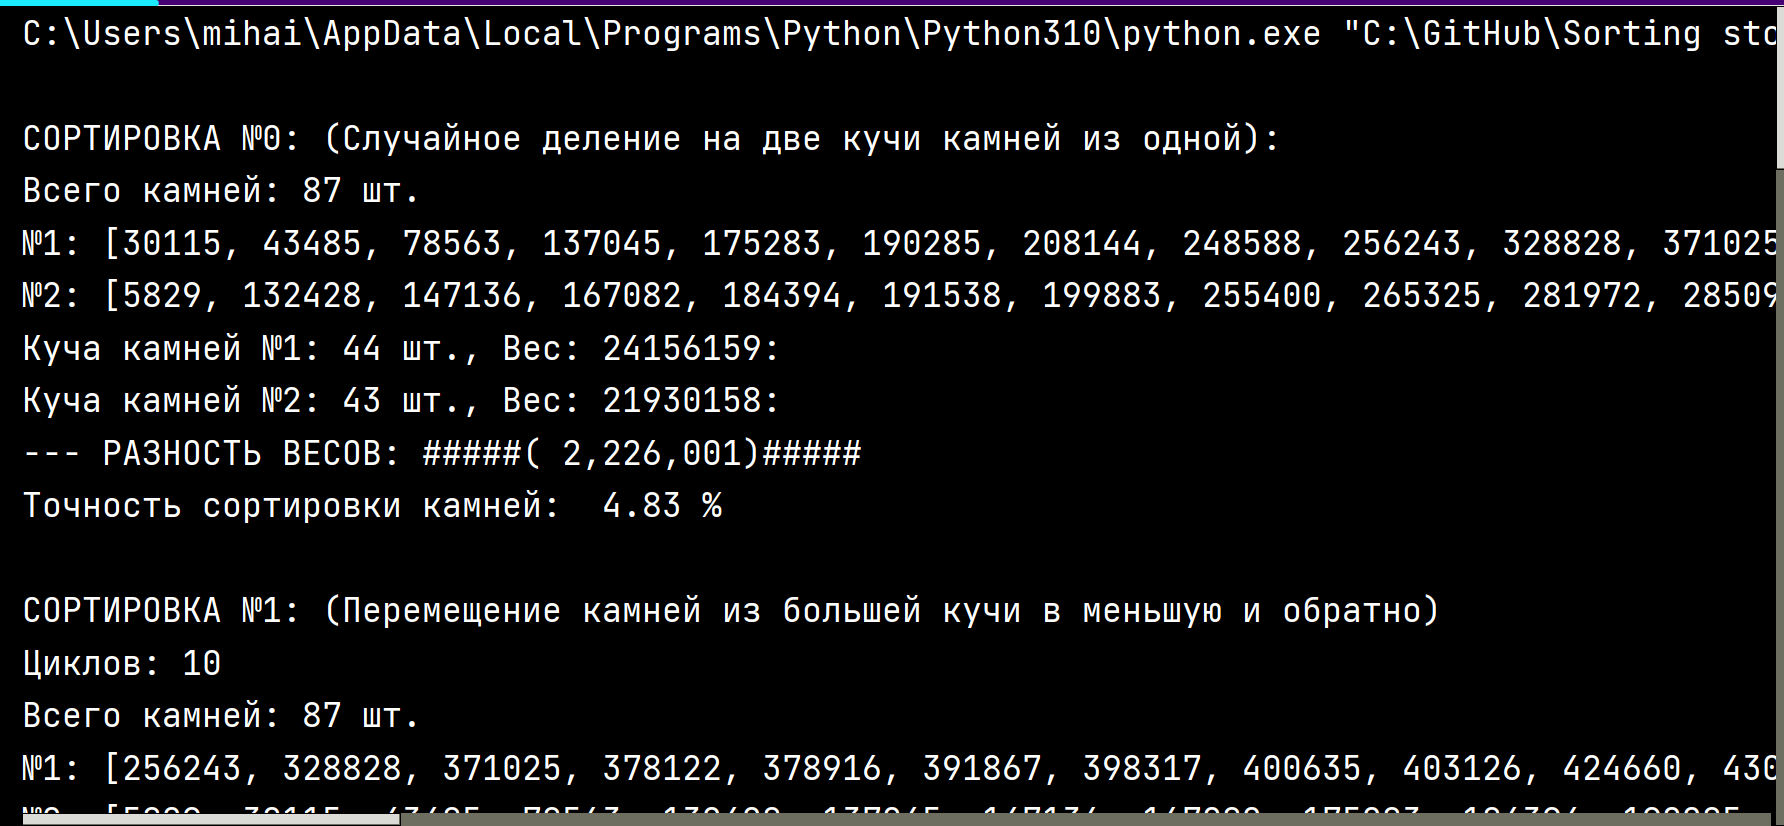 C:\Users\mihai\AppData\Local\Programs\Python\Python310\python.exe "C:\GitHub\Sorting
СОРТИРОВКА №0: (Случайное деление на две кучи камней из одной):
Всего камней: 87 шт.
№1: [30115, 43485, 78563, 137045, 175283, 190285, 208144, 248588, 256243, 328828, 371025
№2: [5829, 132428, 147136, 167082, 184394, 191538, 199883, 255400, 265325, 281972, 28509
Куча камней №1: 44 шт., Вес: 24156159:
Куча камней №2: 43 шт., Вес: 21930158:
--- РАЗНОСТЬ ВЕСОВ: #####( 2,226,001)#####
Точность сортировки камней:  4.83 %
СОРТИРОВКА №1: (Перемещение камней из большей кучи в меньшую и обратно)
Циклов: 10
Всего камней: 87 шт.
№1: [256243, 328828, 371025, 378122, 378916, 391867, 398317, 400635, 403126, 424660, 430